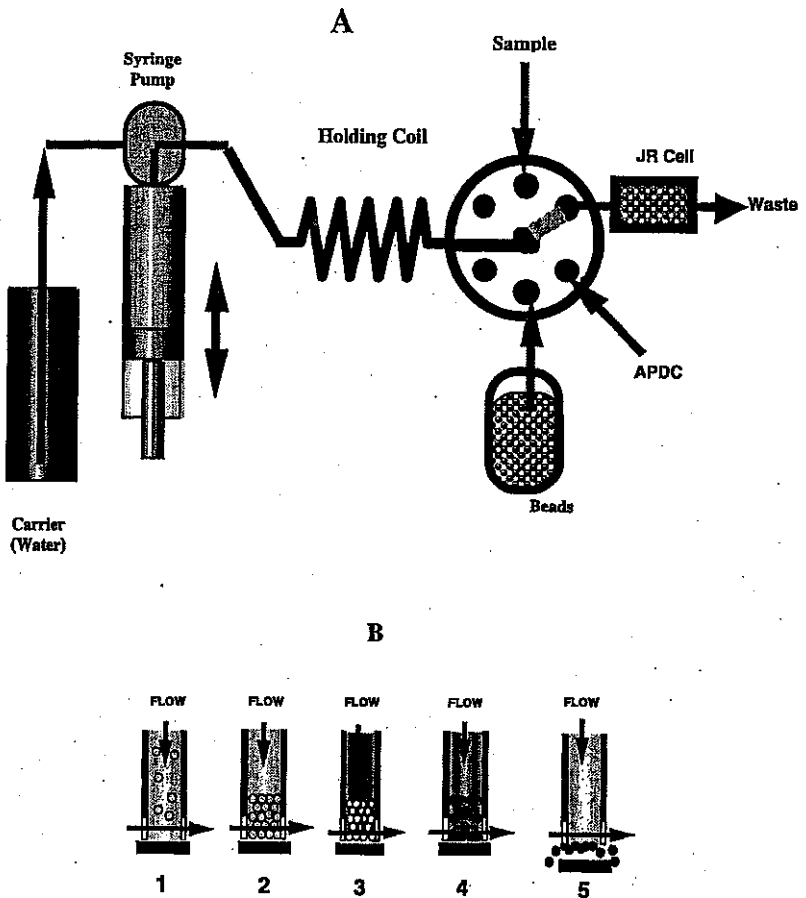 A
Syringe
Pump
Sample
Holding Coil
JR Cell
Waste
APDC
Beads
Carrier
(Water)
B
FLOW FLOW FLOW FLOW FLOW
1 2 3 4 5